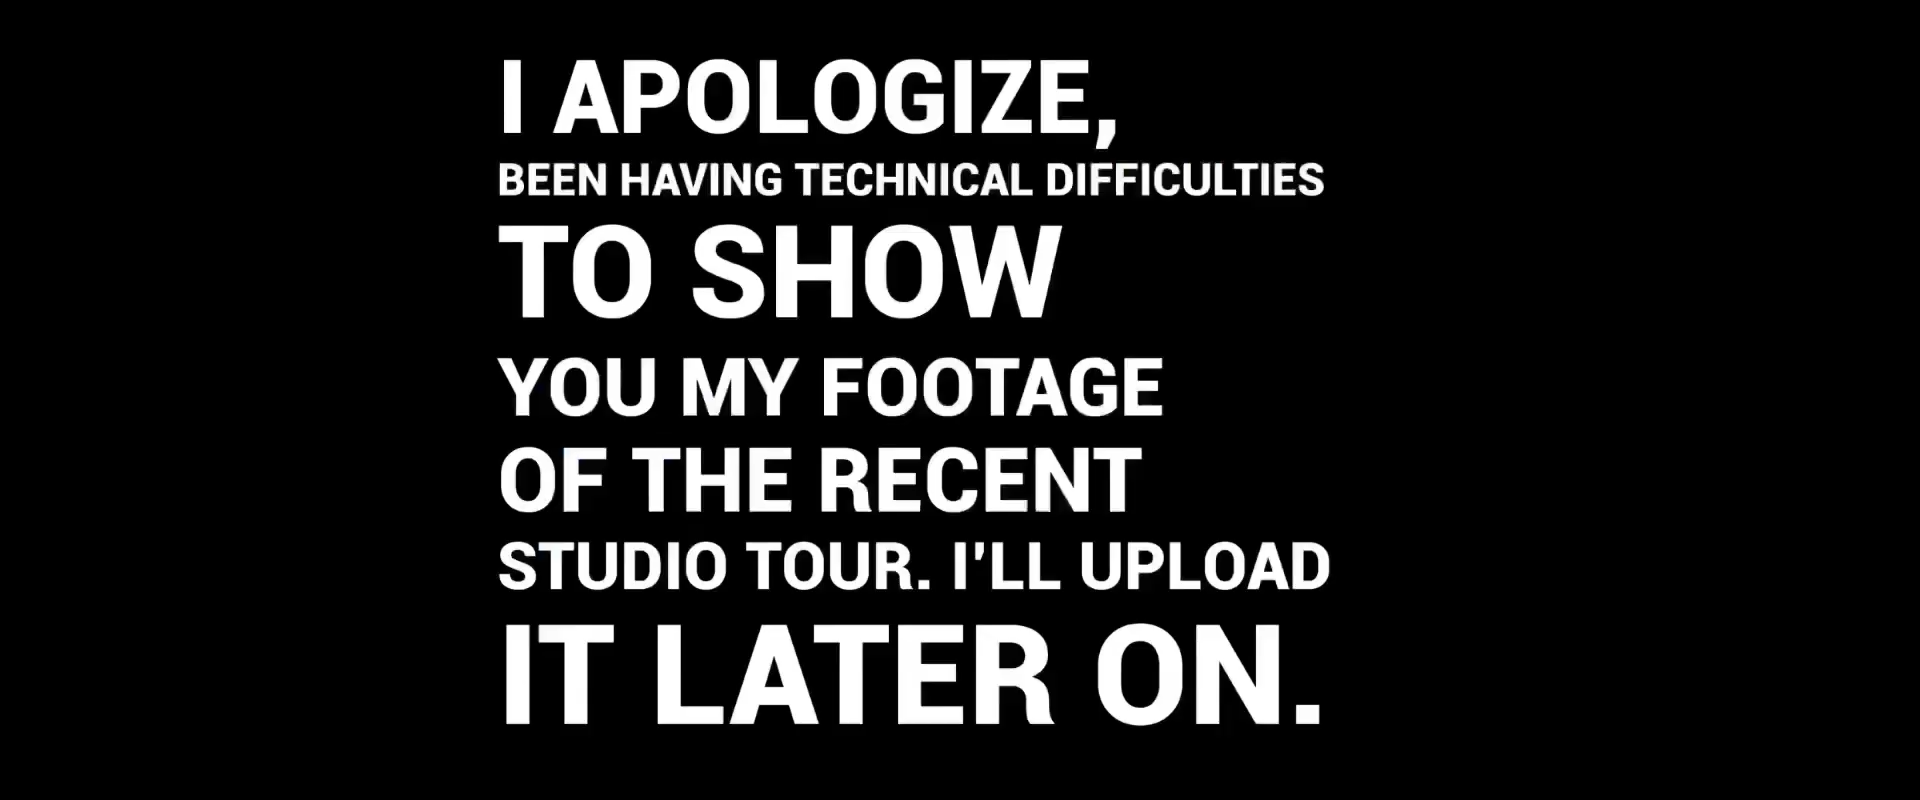 I APOLOGIZE,
BEEN HAVING TECHNICAL DIFFICULTIES
TO SHOW
YOU MY FOOTAGE
OF THE RECENT
STUDIO TOUR. I'LL UPLOAD
IT LATER ON.